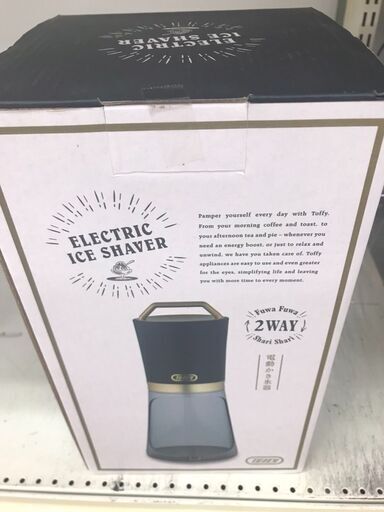 ELECTRIC
ICE SHAVER
ELECTRIC
ICE SHAVER
Pamper yourself every day with Toffy.
From your morning coffee and toast, to
your afternoon tea and pie – whenever you
need an energy boost, or just to relax and
unwind, we have you taken care of. Toffy
appliances are easy to use and even greater
for the eyes, simplifying life and leaving
you with more time to every moment.
Fuwa Fuwa
2WAY
Shari Shari
電動かき氷器
TOFFY
TOFFY